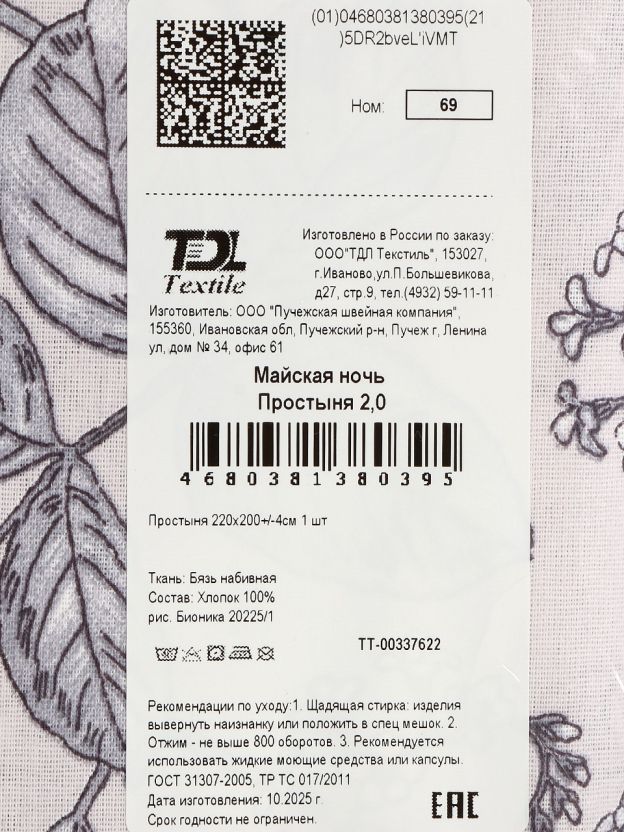 (01)04680381380395(21
)5DR2bveL'iVMT
Ном: 69
TDL
Textile
Изготовлено в России по заказу:
ООО"ТДЛ Текстиль", 153027,
г.Иваново,ул.П.Большевикова,
д27, стр.9, тел.(4932) 59-11-11
Изготовитель: ООО "Пучежская швейная компания",
155360, Ивановская обл, Пучежский р-н, Пучеж г, Ленина
ул, дом № 34, офис 61
Майская ночь
Простыня 2,0
4680381380395
Простыня 220х200+/-4см 1 шт
Ткань: Бязь набивная
Состав: Хлопок 100%
рис. Бионика 20225/1
ТТ-00337622
Рекомендации по уходу:1. Щадящая стирка: изделия
вывернуть наизнанку или положить в спец мешок. 2.
Отжим - не выше 800 оборотов. 3. Рекомендуется
использовать жидкие моющие средства или капсулы.
ГОСТ 31307-2005, ТР ТС 017/2011
Дата изготовления: 10.2025 г.
Срок годности не ограничен.
EAC